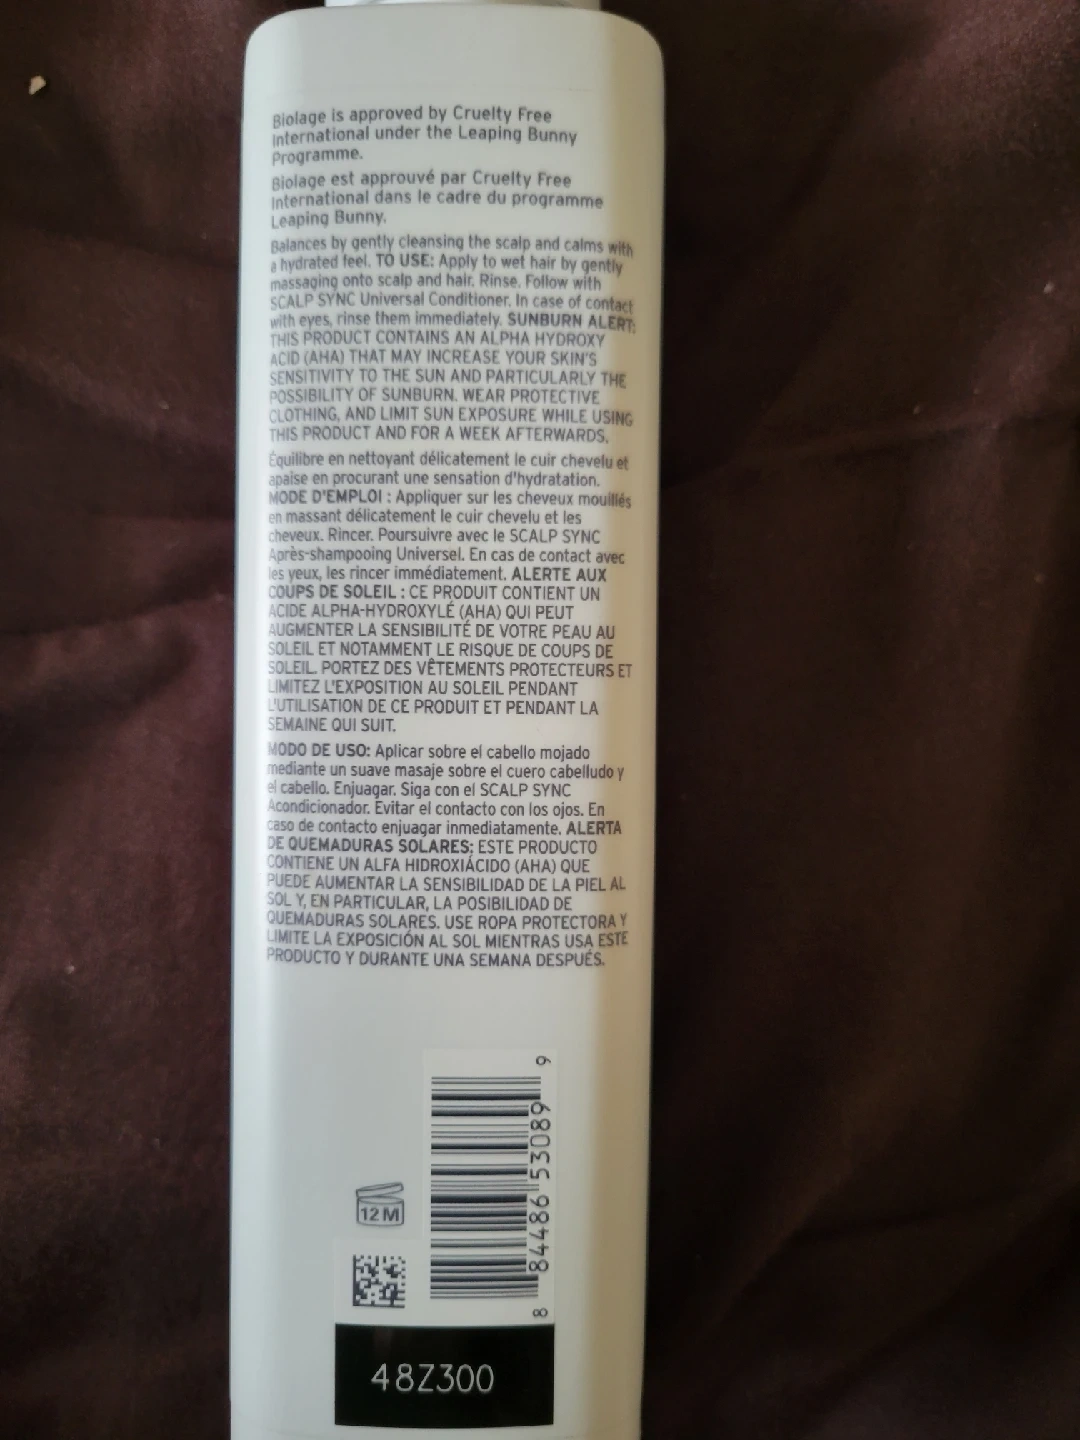 Biolage is approved by Cruelty Free
International under the Leaping Bunny
Programme.
Biolage est approuvé par Cruelty Free
International dans le cadre du programme
Leaping Bunny.
Balances by gently cleansing the scalp and calms with
a hydrated feel. TO USE: Apply to wet hair by gently
massaging onto scalp and hair. Rinse. Follow with
SCALP SYNC Universal Conditioner. In case of contact
with eyes, rinse them immediately. SUNBURN ALERT:
THIS PRODUCT CONTAINS AN ALPHA HYDROXY
ACID (AHA) THAT MAY INCREASE YOUR SKIN'S
SENSITIVITY TO THE SUN AND PARTICULARLY THE
POSSIBILITY OF SUNBURN. WEAR PROTECTIVE
CLOTHING, AND LIMIT SUN EXPOSURE WHILE USING
THIS PRODUCT AND FOR A WEEK AFTERWARDS.
Équilibre en nettoyant délicatement le cuir chevelu et
apaise en procurant une sensation d'hydratation.
MODE D'EMPLOI : Appliquer sur les cheveux mouillés
en massant délicatement le cuir chevelu et les
cheveux. Rincer. Poursuivre avec le SCALP SYNC
Après-shampooing Universel. En cas de contact avec
les yeux, les rincer immédiatement. ALERTE AUX
COUPS DE SOLEIL : CE PRODUIT CONTIENT UN
ACIDE ALPHA-HYDROXYLÉ (AHA) QUI PEUT
AUGMENTER LA SENSIBILITÉ DE VOTRE PEAU AU
SOLEIL ET NOTAMMENT LE RISQUE DE COUPS DE
SOLEIL. PORTEZ DES VÊTEMENTS PROTECTEURS ET
LIMITEZ L'EXPOSITION AU SOLEIL PENDANT
L'UTILISATION DE CE PRODUIT ET PENDANT LA
SEMAINE QUI SUIT.
MODO DE USO: Aplicar sobre el cabello mojado
mediante un suave masaje sobre el cuero cabelludo y
el cabello. Enjuagar. Siga con el SCALP SYNC
Acondicionador. Evitar el contacto con los ojos. En
caso de contacto enjuagar inmediatamente. ALERTA
DE QUEMADURAS SOLARES: ESTE PRODUCTO
CONTIENE UN ALFA HIDROXIÁCIDO (AHA) QUE
PUEDE AUMENTAR LA SENSIBILIDAD DE LA PIEL AL
SOL Y, EN PARTICULAR, LA POSIBILIDAD DE
QUEMADURAS SOLARES. USE ROPA PROTECTORA Y
LIMITE LA EXPOSICIÓN AL SOL MIENTRAS USA ESTE
PRODUCTO Y DURANTE UNA SEMANA DESPUÉS.
8 84486 53089 9
12 M
48Z300